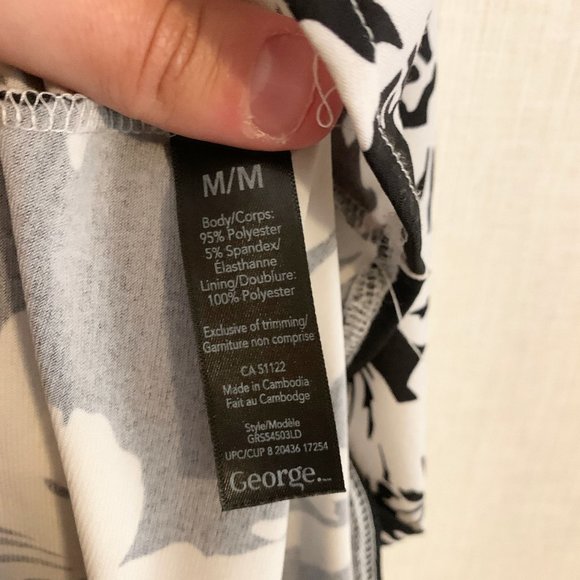 M/M
Body/Corps:
95% Polyester
5% Spandex/
Élasthanne
Lining/Doublure:
100% Polyester
Exclusive of trimming/
Garniture non comprise
CA 51122
Made in Cambodia
Fait au Cambodge
Style/Modèle
GRS54503LD
UPC/CUP 8 20436 17254
George.